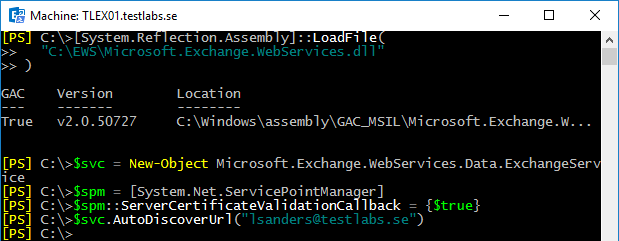 Machine: TLEX01.testlabs.se
[PS] C:\>[System.Reflection.Assembly]::LoadFile(
>>   "C:\EWS\Microsoft.Exchange.WebServices.dll"
>> )
GAC    Version        Location
---    -------        --------
True   v2.0.50727     C:\Windows\assembly\GAC_MSIL\Microsoft.Exchange.W...
[PS] C:\>$svc = New-Object Microsoft.Exchange.WebServices.Data.ExchangeServ
ice
[PS] C:\>$spm = [System.Net.ServicePointManager]
[PS] C:\>$spm::ServerCertificateValidationCallback = {$true}
[PS] C:\>$svc.AutoDiscoverUrl("lsanders@testlabs.se")
[PS] C:\>